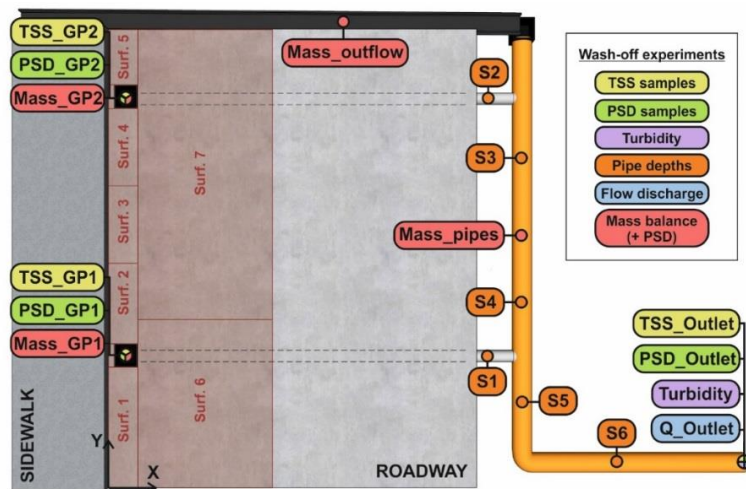 TSS_GP2
PSD_GP2
Mass_GP2
Surf. 5
Surf. 4
Surf. 3
Surf. 2
Surf. 1
Surf. 7
Surf. 6
TSS_GP1
PSD_GP1
Mass_GP1
SIDEWALK
Y
X
ROADWAY
Mass_outflow
S2
S3
Mass_pipes
S4
S1
S5
S6
Wash-off experiments
TSS samples
PSD samples
Turbidity
Pipe depths
Flow discharge
Mass balance
(+ PSD)
TSS_Outlet
PSD_Outlet
Turbidity
Q_Outlet